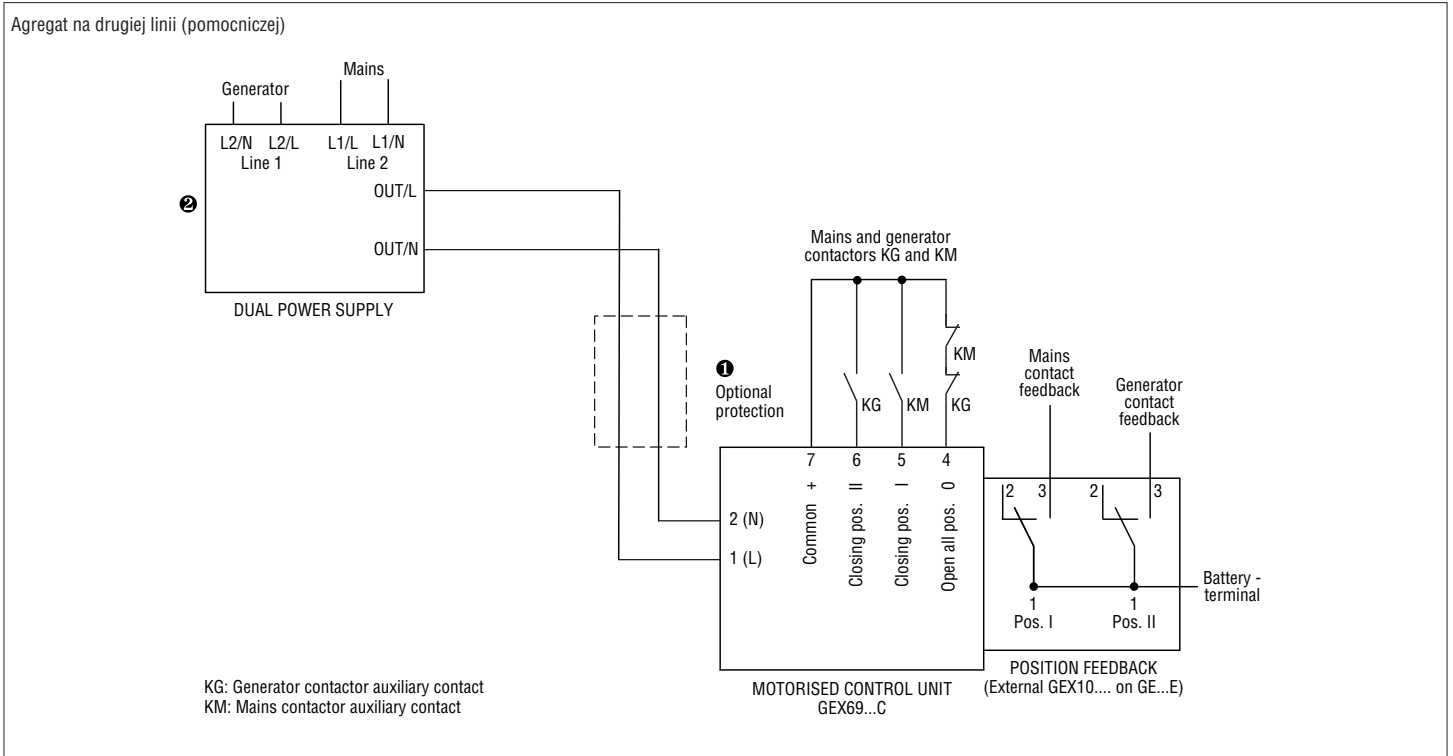 Agregat na drugiej linii (pomocniczej)
Mains
Generator
L2/N L2/L L1/L L1/N
Line 1 Line 2
OUT/L
❷
OUT/N
DUAL POWER SUPPLY
Mains and generator
contactors KG and KM
❶
Optional
protection
KM
KG KM KG
Mains
contact
feedback
Generator
contact
feedback
7 6 5 4
Common +
Closing pos. II
Closing pos. I
Open all pos. 0
2 (N)
1 (L)
2 3 2 3
1 1
Pos. I Pos. II
Battery -
terminal
POSITION FEEDBACK
(External GEX10.... on GE...E)
MOTORISED CONTROL UNIT
GEX69...C
KG: Generator contactor auxiliary contact
KM: Mains contactor auxiliary contact